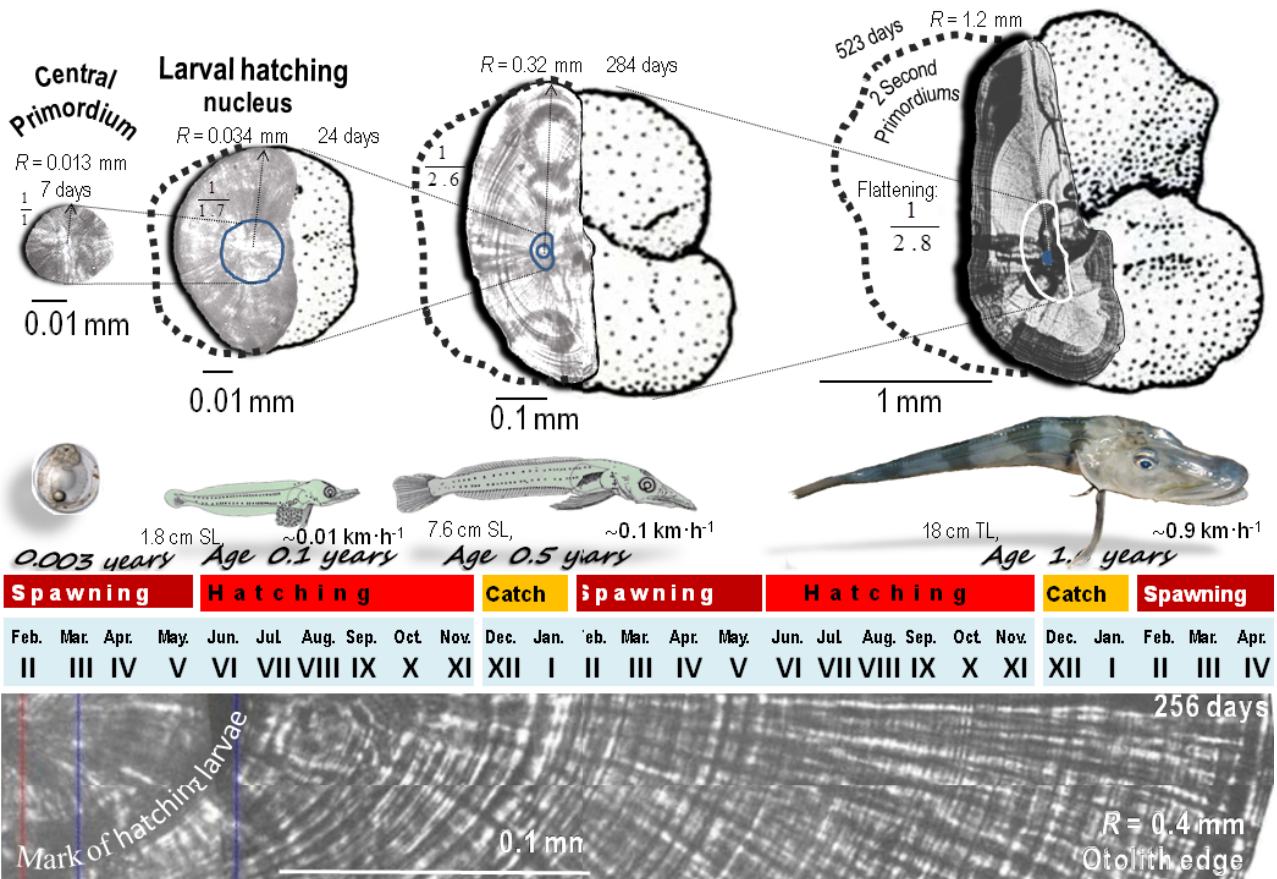 Central
Primordium
R = 0.013 mm
7 days
1
1
0.01 mm
Larval hatching
nucleus
R = 0.034 mm 24 days
1
1.7
0.01 mm
R = 0.32 mm 284 days
1
2.6
0.1 mm
523 days R = 1.2 mm
2 Second
Primordiums
Flattening:
1
2.8
1 mm
1.8 cm SL, ~0.01 km·h-1
7.6 cm SL, ~0.1 km·h-1
18 cm TL, ~0.9 km·h-1
0.003 years Age 0.1 years Age 0.5 years Age 1. years
Spawning Hatching Catch Spawning Hatching Catch Spawning
Feb. Mar. Apr. May. Jun. Jul. Aug. Sep. Oct. Nov. Dec. Jan. eb. Mar. Apr. May. Jun. Jul. Aug. Sep. Oct. Nov. Dec. Jan. Feb. Mar. Apr.
II III IV V VI VII VIII IX X XI XII I II III IV V VI VII VIII IX X XI XII I II III IV
256 days
Mark of hatching larvae
0.1 mm
R = 0.4 mm
Otolith edge